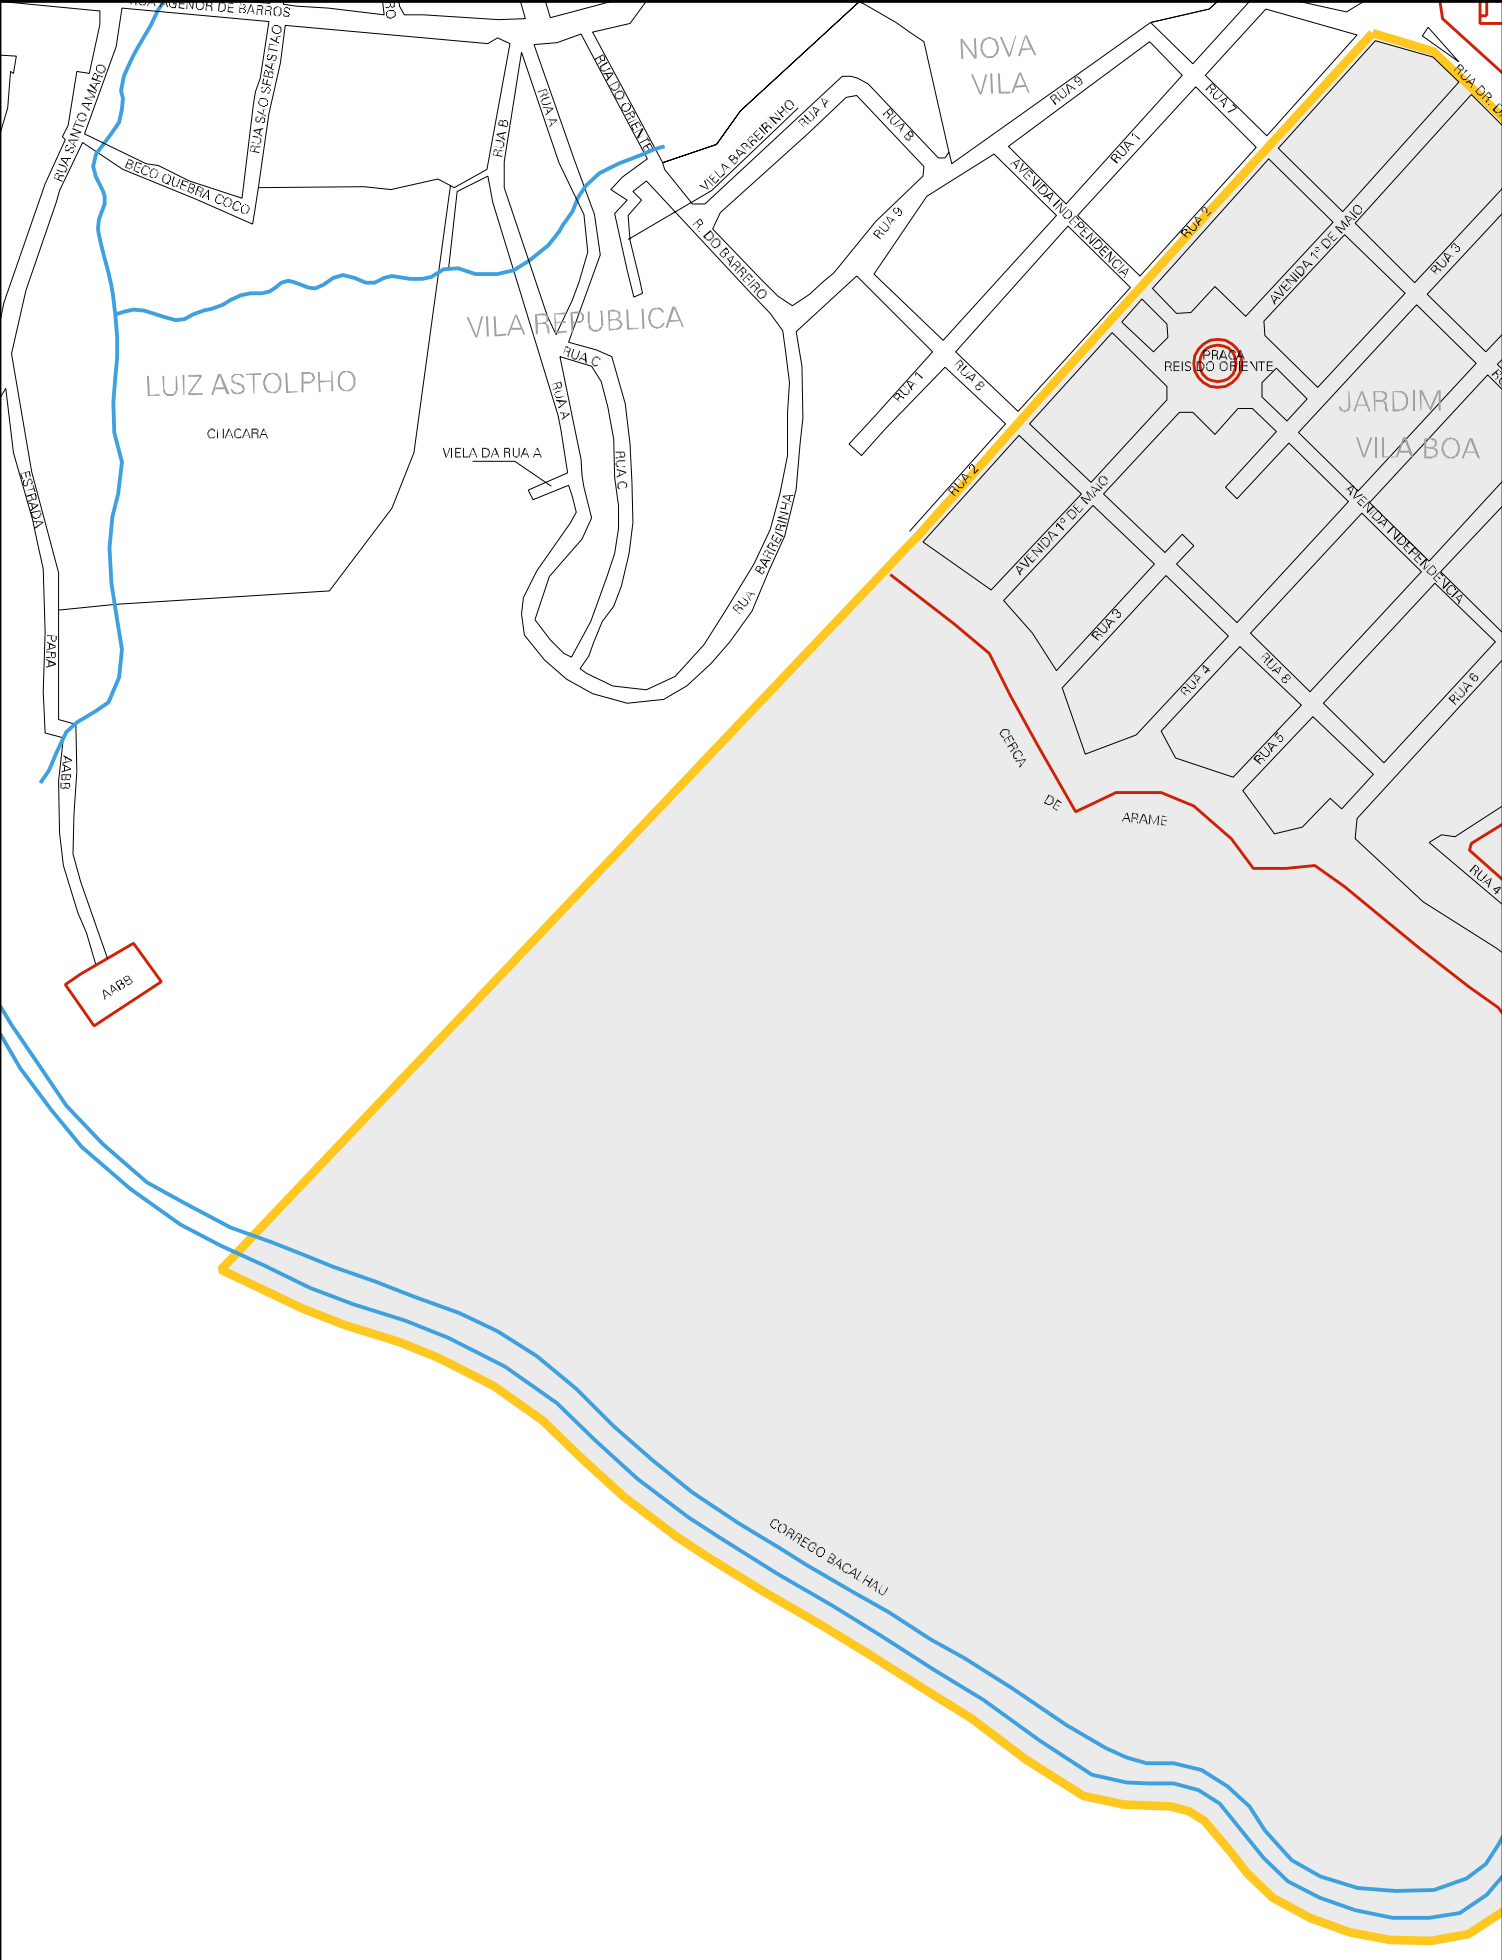 RUA AGENOR DE BARROS
RO
NOVA
VILA
RUA SANTO AMARO
RUA SAO SEBASTIAO
BECO QUEBRA COCO
RUA B
RUA A
RUA DO ORIENTE
VIELA BARREIRINHO
RUA A
RUA B
RUA 9
RUA 7
RUA DR. D
RUA 1
AVENIDA INDEPENDENCIA
RUA 9
RUA 2
R. DO BARREIRO
AVENIDA 1º DE MAIO
RUA 3
VILA REPUBLICA
LUIZ ASTOLPHO
CHACARA
RUA C
RUA A
PRAÇA
REIS DO ORIENTE
RUA 1
RUA 8
JARDIM
VILA BOA
VIELA DA RUA A
RUA C
ESTRADA
RUA 2
AVENIDA 1º DE MAIO
AVENIDA INDEPENDENCIA
RUA BARREIRINHA
PARA
RUA 3
RUA 4
RUA 8
RUA 6
RUA 5
AABB
CERCA
DE
ARAME
RUA 4
AABB
CORREGO BACALHAU